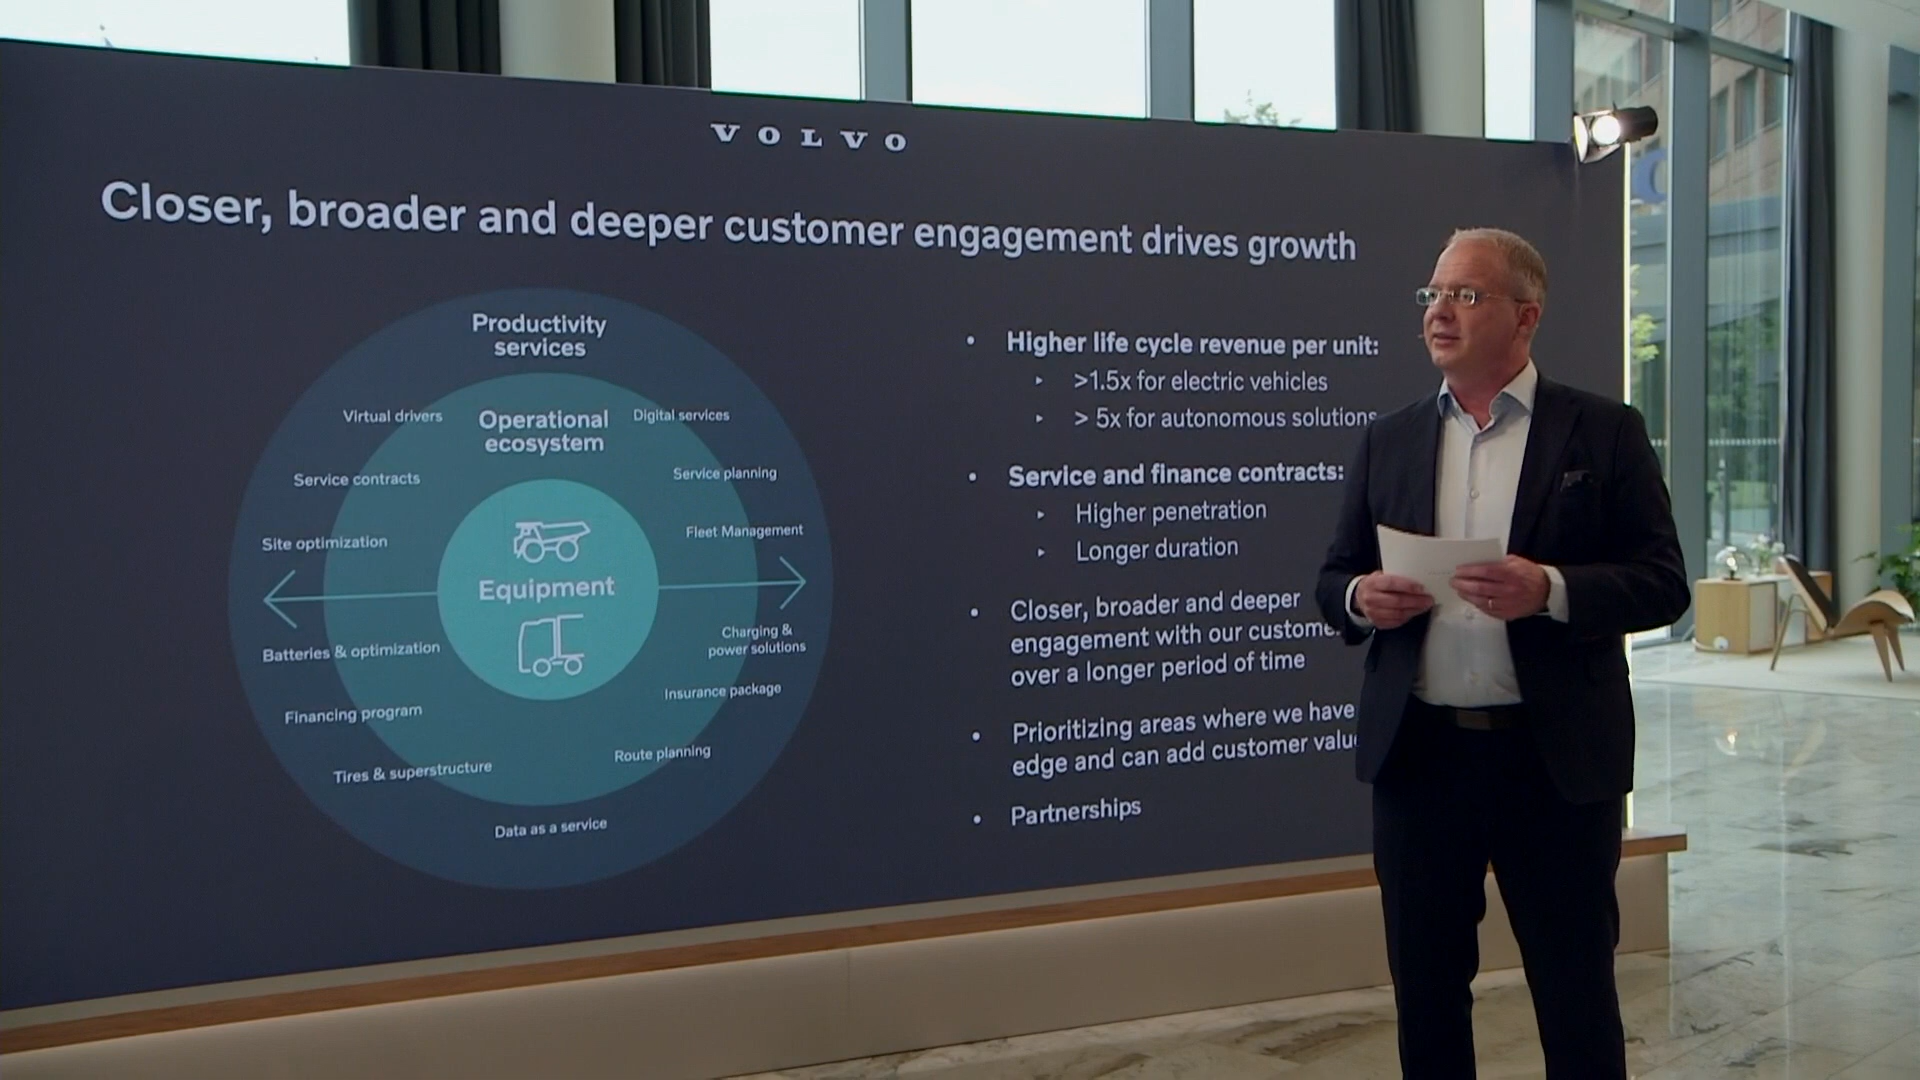 VOLVO
Closer, broader and deeper customer engagement drives growth
Productivity
services
Operational
ecosystem
Virtual drivers
Digital services
Service contracts
Service planning
Site optimization
Fleet Management
Equipment
Batteries & optimization
Charging &
power solutions
Financing program
Insurance package
Tires & superstructure
Route planning
Data as a service
• Higher life cycle revenue per unit:
‣ >1.5x for electric vehicles
‣ > 5x for autonomous solutions
• Service and finance contracts:
‣ Higher penetration
‣ Longer duration
• Closer, broader and deeper
engagement with our custome
over a longer period of time
• Prioritizing areas where we have
edge and can add customer valu
• Partnerships